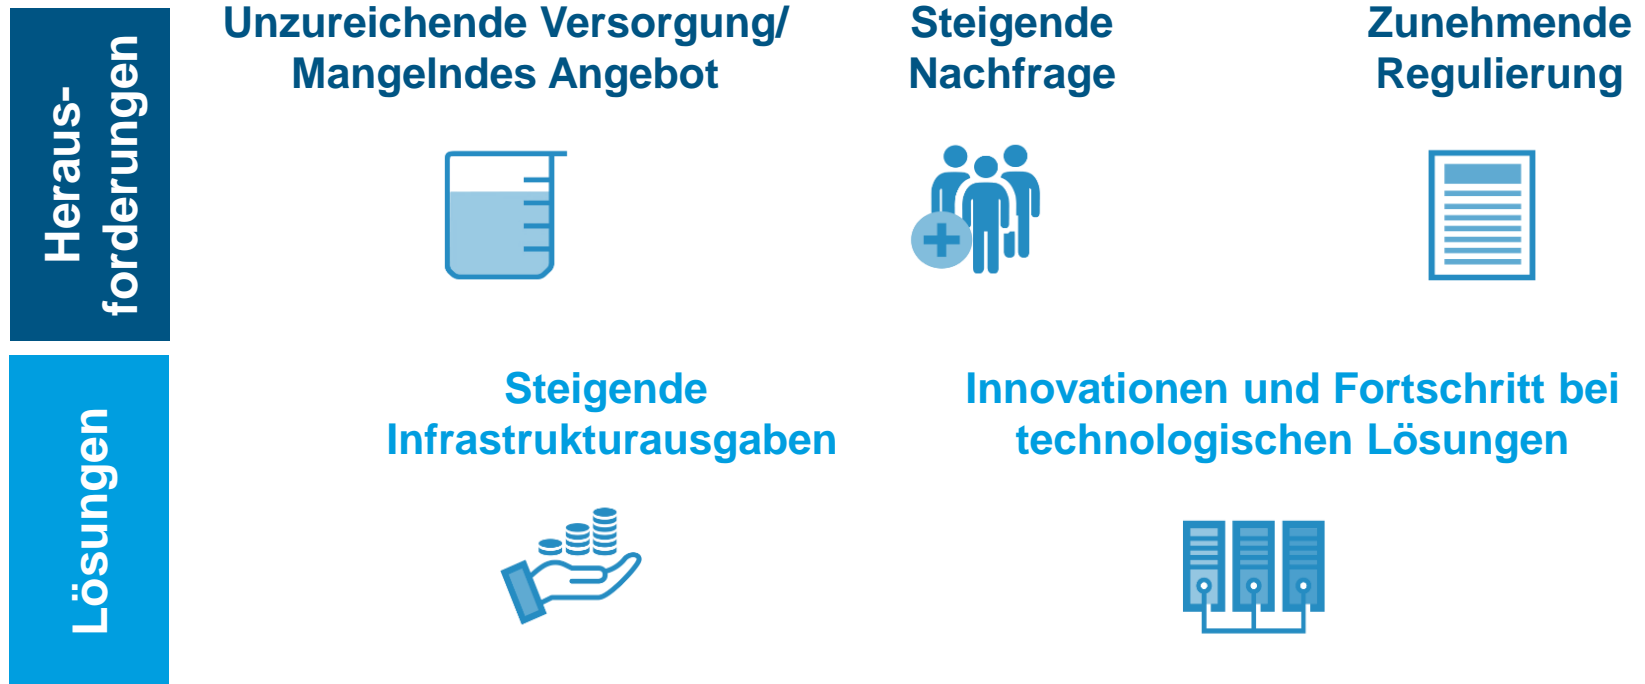 Heraus-
forderungen
Unzureichende Versorgung/
Mangelndes Angebot
Steigende
Nachfrage
Zunehmende
Regulierung
Lösungen
Steigende
Infrastrukturausgaben
Innovationen und Fortschritt bei
technologischen Lösungen